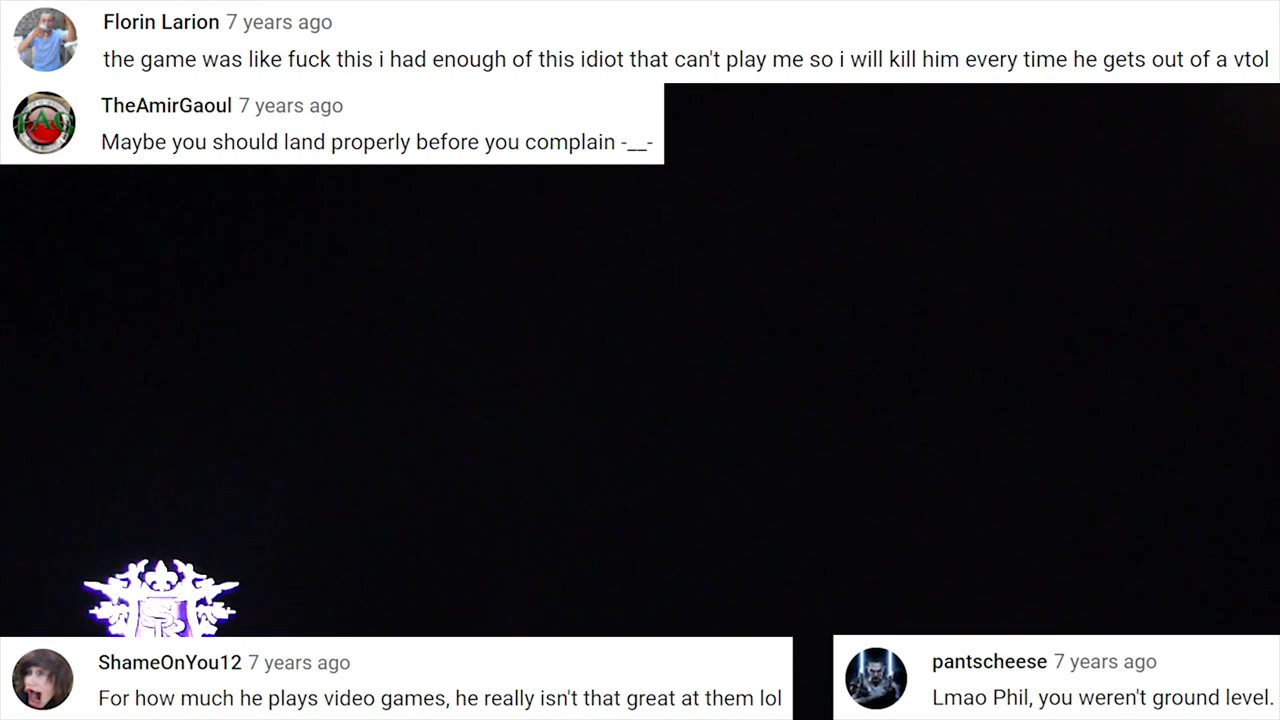 Florin Larion 7 years ago
the game was like fuck this i had enough of this idiot that can't play me so i will kill him every time he gets out of a vtol
TheAmirGaoul 7 years ago
TAG
Maybe you should land properly before you complain -__-
SR
ShameOnYou12 7 years ago
For how much he plays video games, he really isn't that great at them lol
pantscheese 7 years ago
Lmao Phil, you weren't ground level.